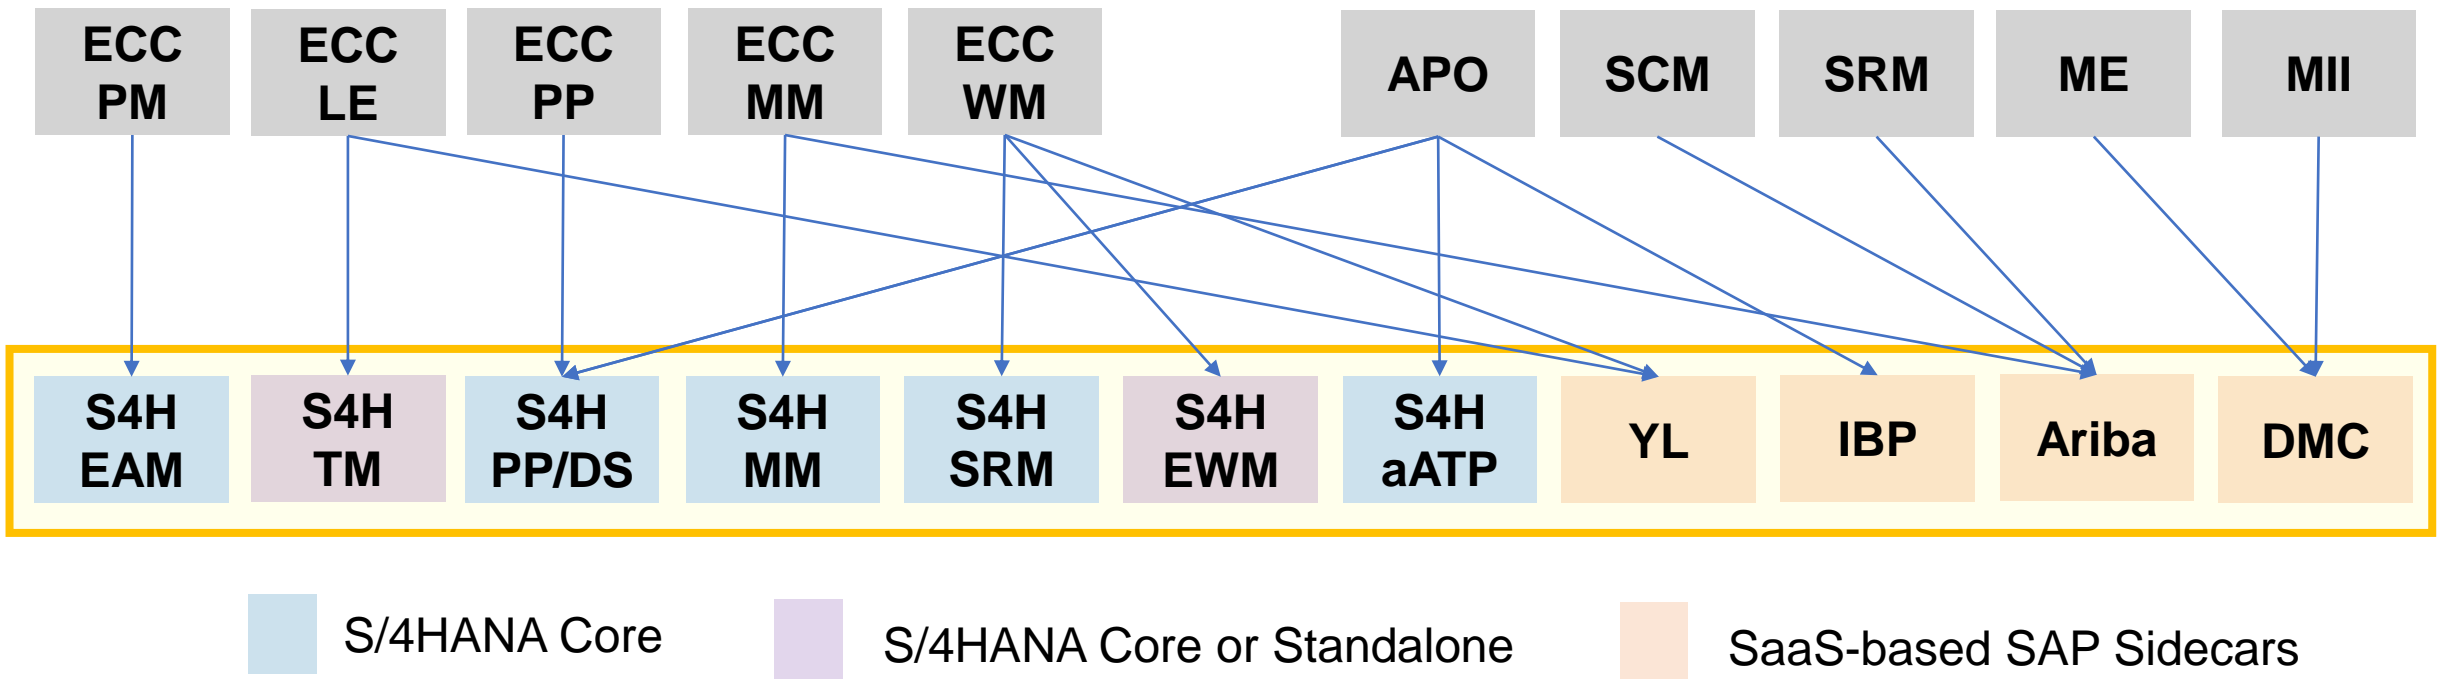 ECC
PM
ECC
LE
ECC
PP
ECC
MM
ECC
WM
APO
SCM
SRM
ME
MII
S4H
EAM
S4H
TM
S4H
PP/DS
S4H
MM
S4H
SRM
S4H
EWM
S4H
aATP
YL
IBP
Ariba
DMC
S/4HANA Core
S/4HANA Core or Standalone
SaaS-based SAP Sidecars